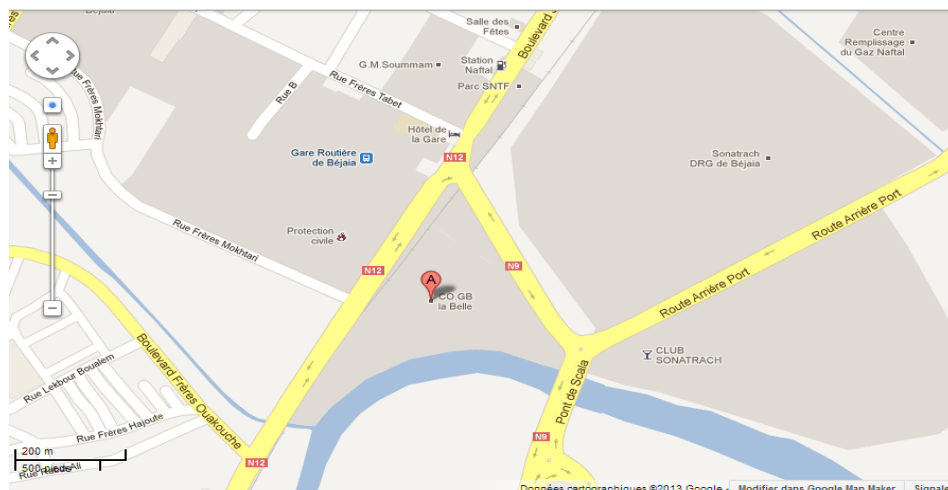 Béjaia
Salle des
Fêtes
Boulevard
Centre
Remplissage
du Gaz Naftal
G.M.Soummam
Station
Naftal
Parc SNTF
Rue B
Rue Frères Tabet
Rue Frères Mokhtari
Hôtel de
la Gare
Gare Routière
de Béjaia
N12
Sonatrach
DRG de Béjaia
Route Arrière Port
Protection
civile
Rue Frères Mokhtari
N12
N9
A
CO.GB
la Belle
Route Arrière Port
Boulevard Frères Ouakouche
CLUB
SONATRACH
Rue Lekbour Boualem
Pont de Scala
Rue Frères Hajoute
N9
N12
200 m
500 pieds
Données cartographiques ©2013 Google -
Modifier dans Google Map Maker